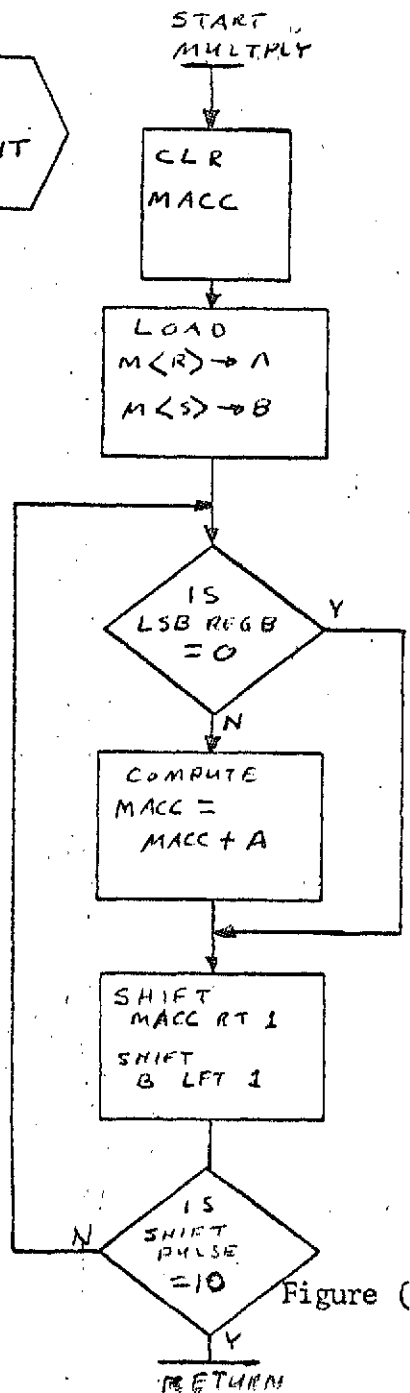 START
MULTPLY
NT
CLR
MACC
LOAD
M<R>→A
M<S>→B
IS
LSB REG B
= 0
Y
N
COMPUTE
MACC =
MACC + A
SHIFT
MACC RT 1
SHIFT
B LFT 1
IS
SHIFT
PULSE
=10
N
Y
Figure (
RETURN